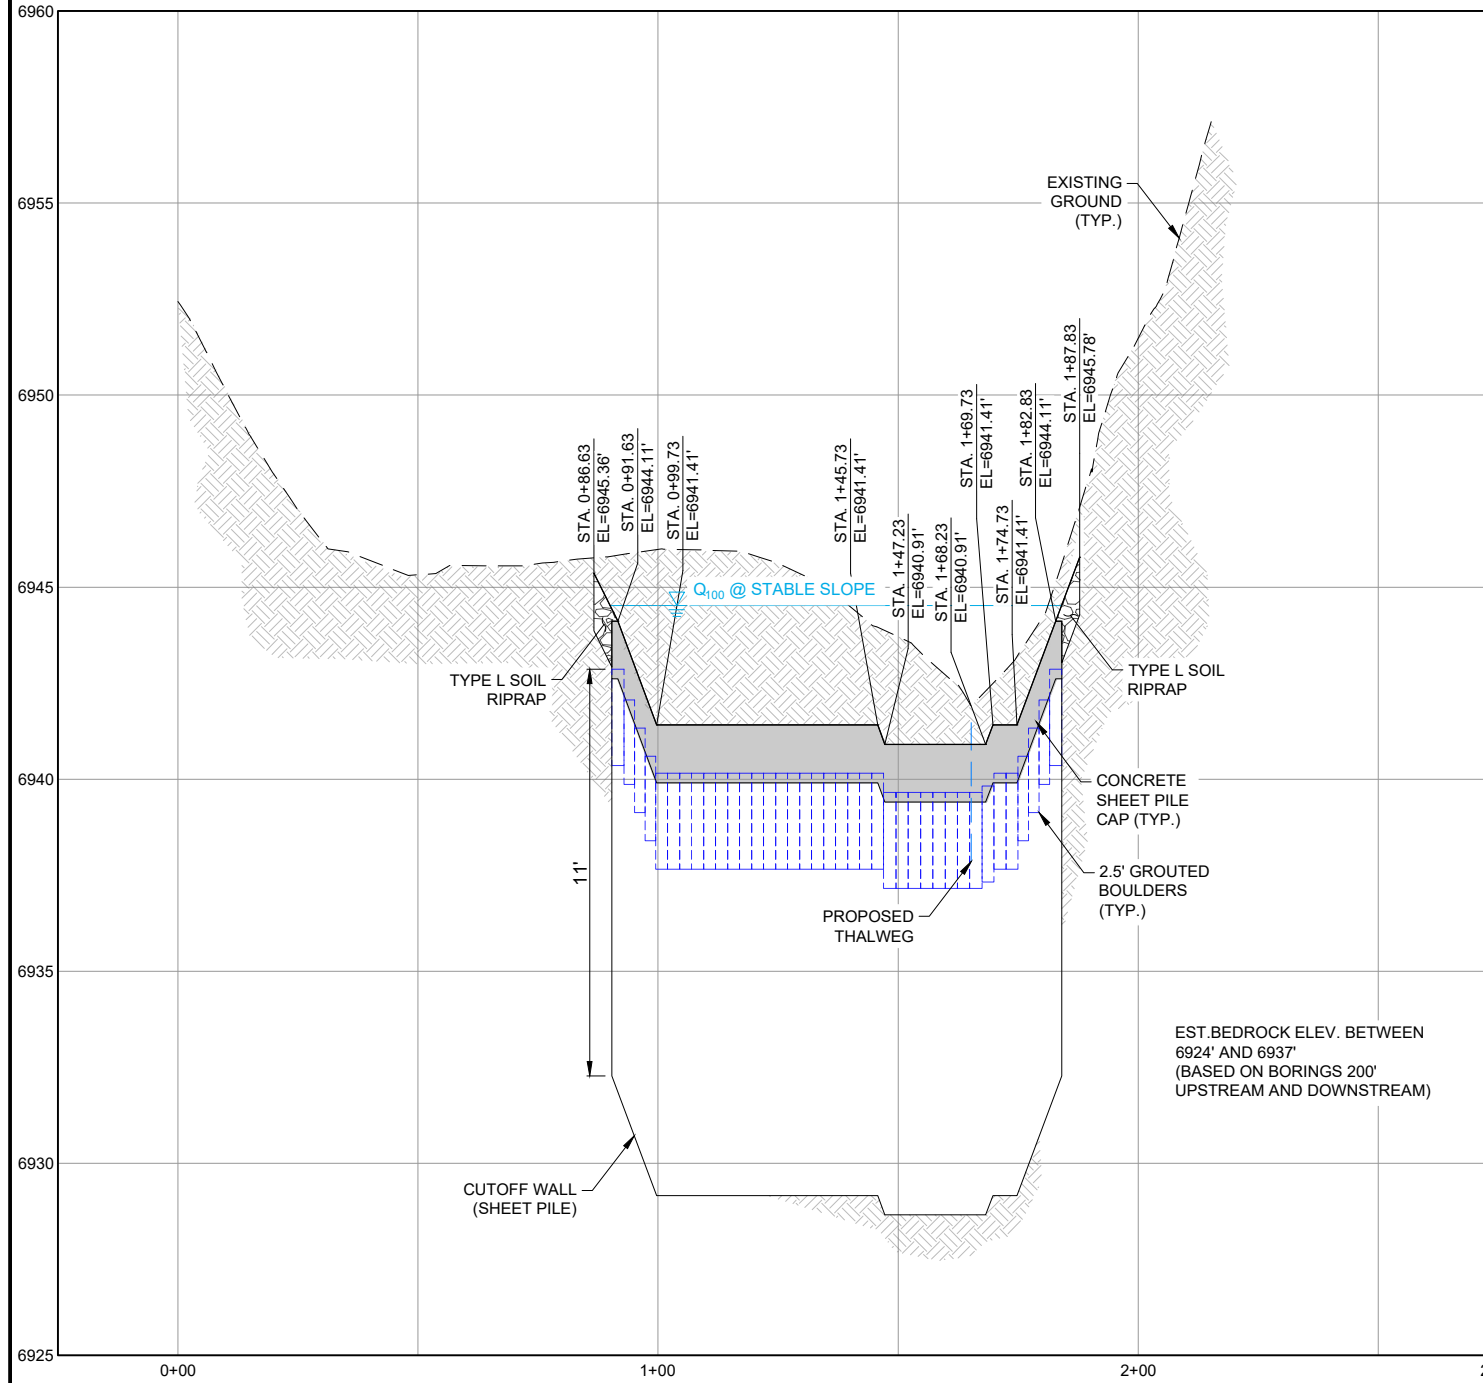 6960
6955
6950
6945
6940
6935
6930
6925
EXISTING
GROUND
(TYP.)
STA. 0+86.63
EL=6945.36'
STA. 0+91.63
EL=6944.11'
STA. 0+99.73
EL=6941.41'
STA. 1+45.73
EL=6941.41'
STA. 1+47.23
EL=6940.91'
STA. 1+68.23
EL=6940.91'
STA. 1+69.73
EL=6941.41'
STA. 1+74.73
EL=6941.41'
STA. 1+82.83
EL=6944.11'
STA. 1+87.83
EL=6945.78'
Q100 @ STABLE SLOPE
TYPE L SOIL
RIPRAP
TYPE L SOIL
RIPRAP
CONCRETE
SHEET PILE
CAP (TYP.)
2.5' GROUTED
BOULDERS
(TYP.)
11'
PROPOSED
THALWEG
EST.BEDROCK ELEV. BETWEEN
6924' AND 6937'
(BASED ON BORINGS 200'
UPSTREAM AND DOWNSTREAM)
CUTOFF WALL
(SHEET PILE)
0+00
1+00
2+00